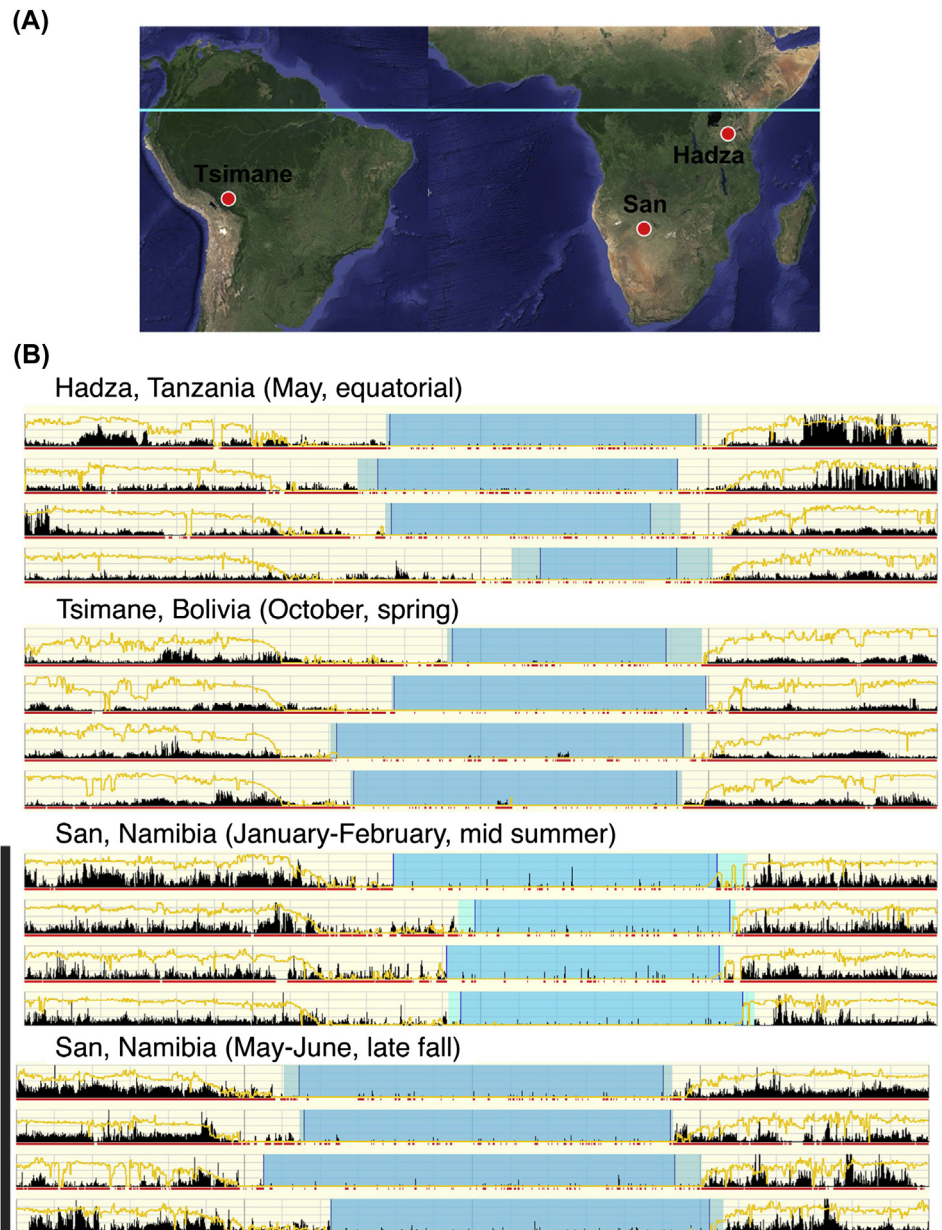 (A)
Tsimane
Hadza
San
(B)
Hadza, Tanzania (May, equatorial)
Tsimane, Bolivia (October, spring)
San, Namibia (January-February, mid summer)
San, Namibia (May-June, late fall)